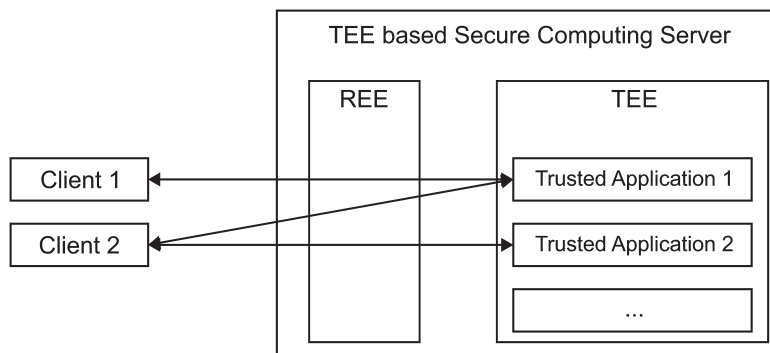 TEE based Secure Computing Server
REE
TEE
Client 1
Trusted Application 1
Client 2
Trusted Application 2
...